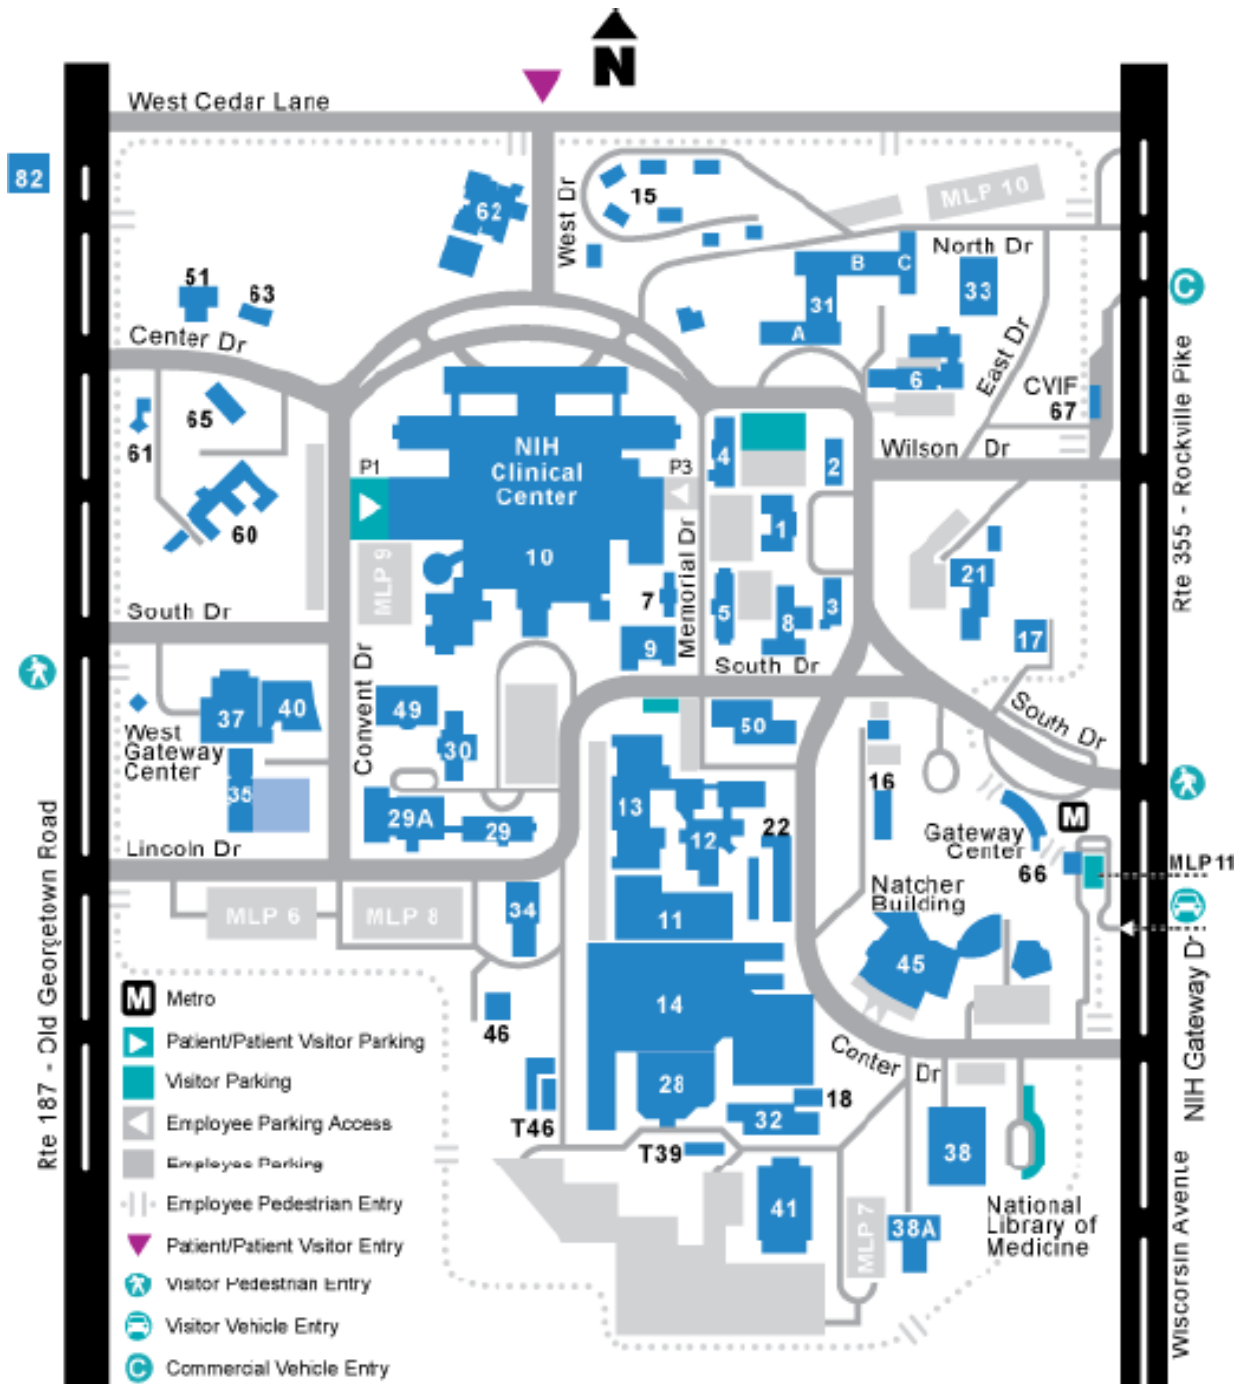 N
West Cedar Lane
82
62
West Dr
15
MLP 10
North Dr
B
C
33
31
A
51
63
Center Dr
C
6
East Dr
CVIF
67
65
61
60
NIH
Clinical
Center
10
P1
P3
4
2
Wilson Dr
1
Rte 355 - Rockville Pike
MLP 9
7
Memorial Dr
5
8
3
21
17
South Dr
9
South Dr
South Dr
37
40
West
Gateway
Center
35
Convent Dr
49
30
50
16
29A
29
13
12
22
Gateway
Center
M
66
MLP 11
Lincoln Dr
Natcher
Building
MLP 6
MLP 8
34
11
45
14
46
28
Conter Dr
18
32
T46
T39
38
41
MLP 7
38A
National
Library of
Medicine
NIH Gateway Dr
Wiscorsin Avente
Rte 187 - Old Georgetown Road
M Metro
Patient/Patient Visitor Parking
Visitor Parking
Employee Parking Access
Employee Parking
Employee Pedestrian Entry
Patient/Patient Visitor Entry
Visitor Pedestrian Entry
Visitor Vehicle Entry
C Commercial Vehicle Entry